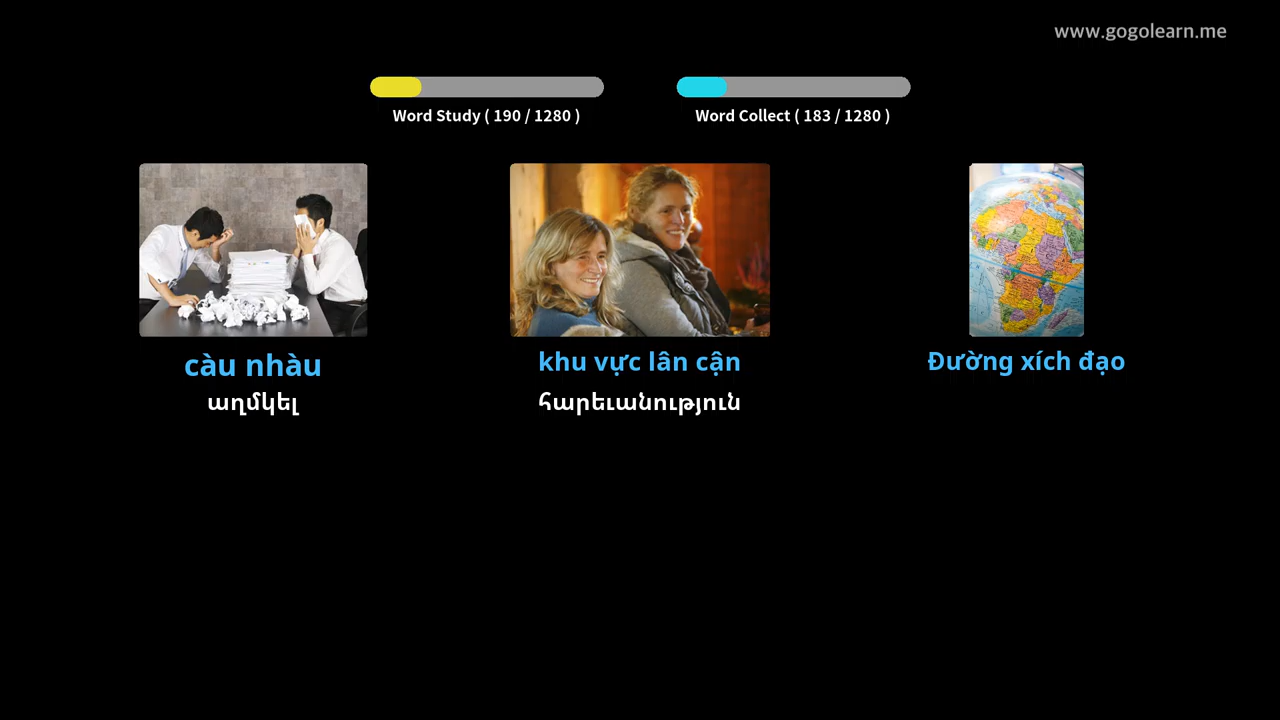 www.gogolearn.me
Word Study ( 190 / 1280 )
Word Collect ( 183 / 1280 )
càu nhàu
khu vực lân cận
Đường xích đạo
աղմկել
հարեւանություն